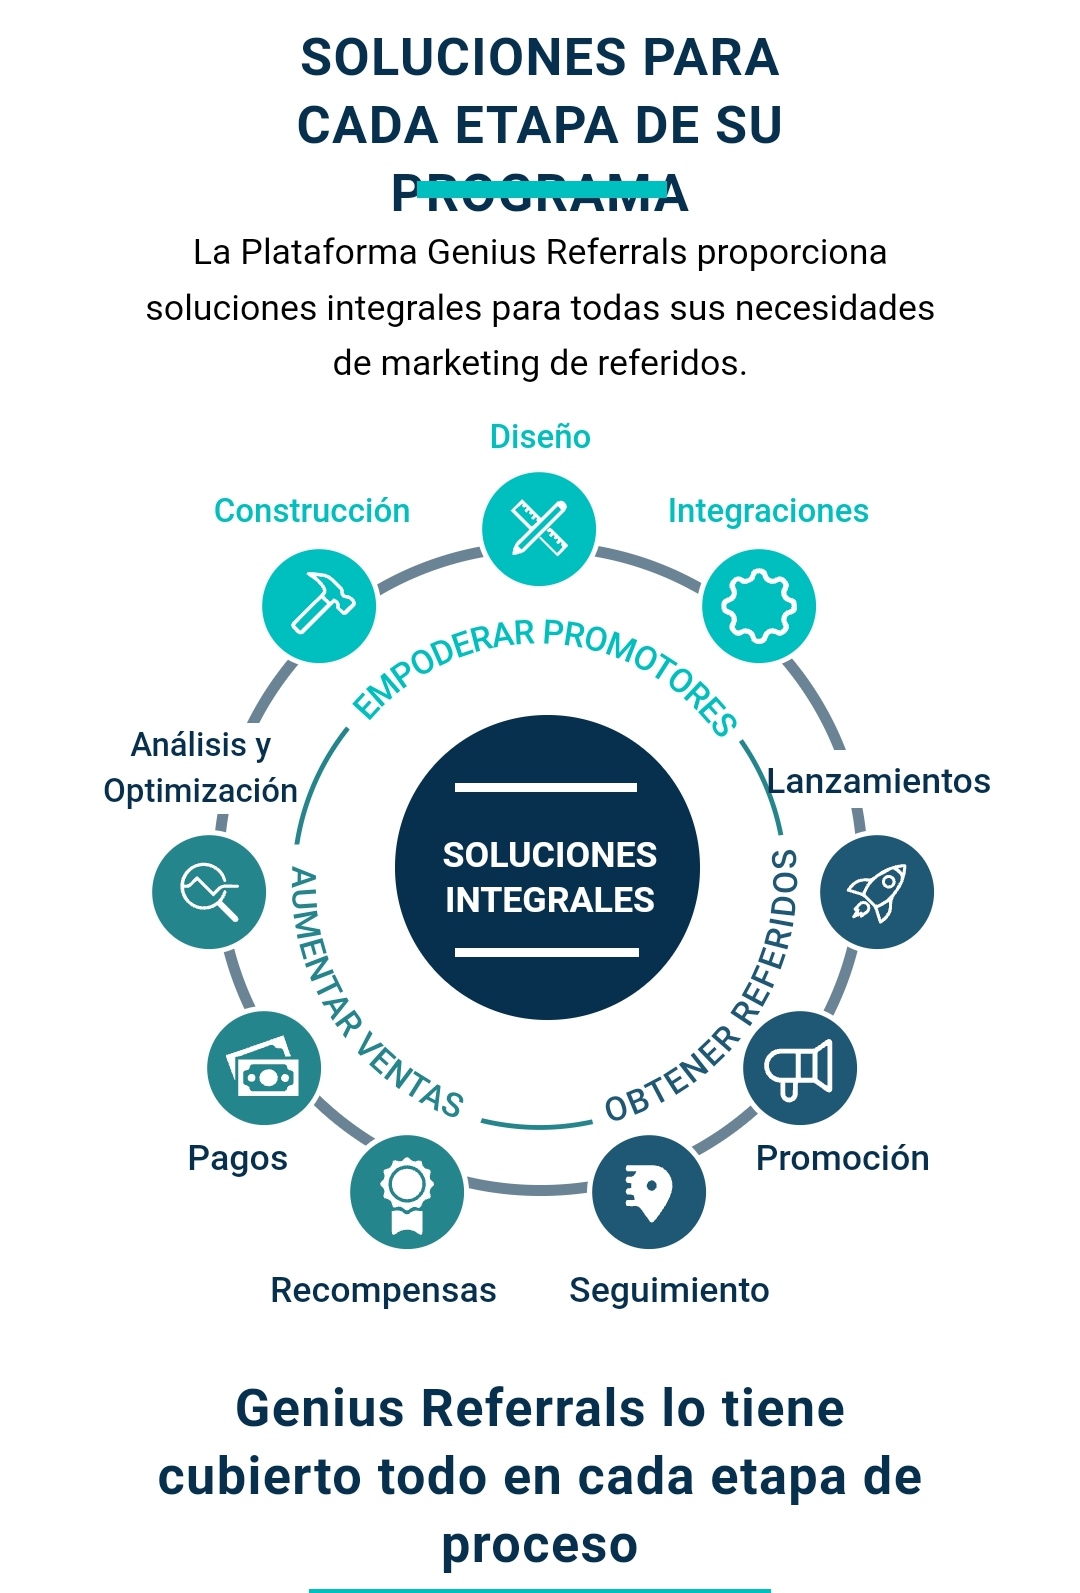 SOLUCIONES PARA
CADA ETAPA DE SU
PROGRAMA
La Plataforma Genius Referrals proporciona
soluciones integrales para todas sus necesidades
de marketing de referidos.
Diseño
Construcción
Integraciones
EMPODERAR PROMOTORES
Análisis y
Optimización
Lanzamientos
SOLUCIONES
INTEGRALES
AUMENTAR VENTAS
OBTENER REFERIDOS
Pagos
Promoción
Recompensas
Seguimiento
Genius Referrals lo tiene
cubierto todo en cada etapa de
proceso